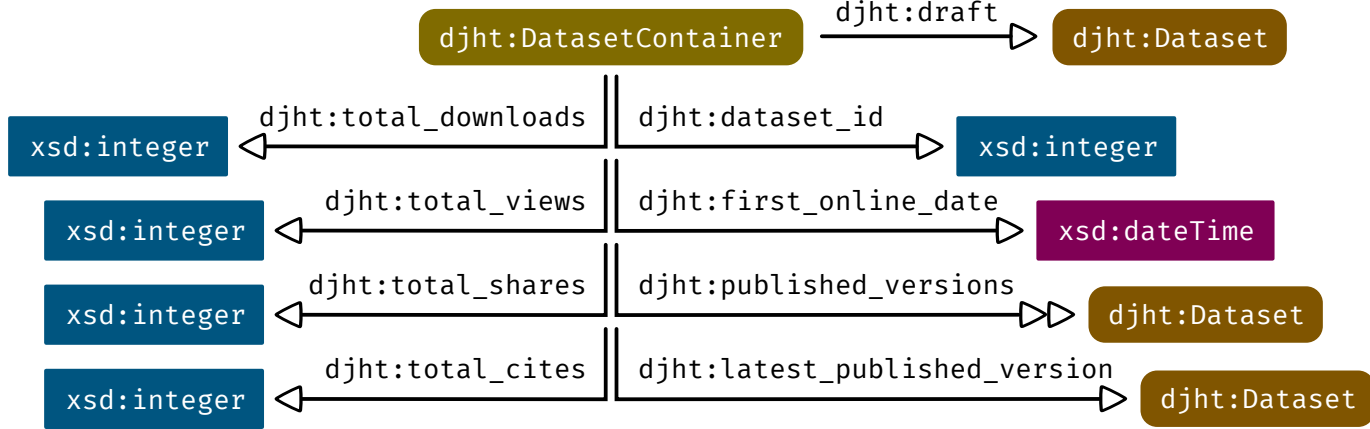 djht:DatasetContainer djht:draft djht:Dataset
djht:total_downloads djht:dataset_id
xsd:integer xsd:integer
djht:total_views djht:first_online_date
xsd:integer xsd:dateTime
djht:total_shares djht:published_versions
xsd:integer djht:Dataset
djht:total_cites djht:latest_published_version
xsd:integer djht:Dataset